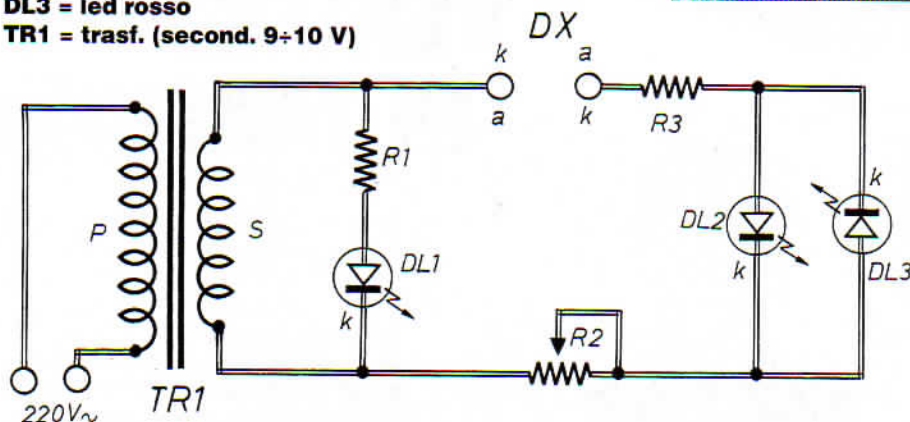 DL3 = led rosso
TR1 = trasf. (second. 9÷10 V)
DX
k a
a k
R3
R1
k
P S
DL2
DL1
k
DL3
k
R2
TR1
220V~